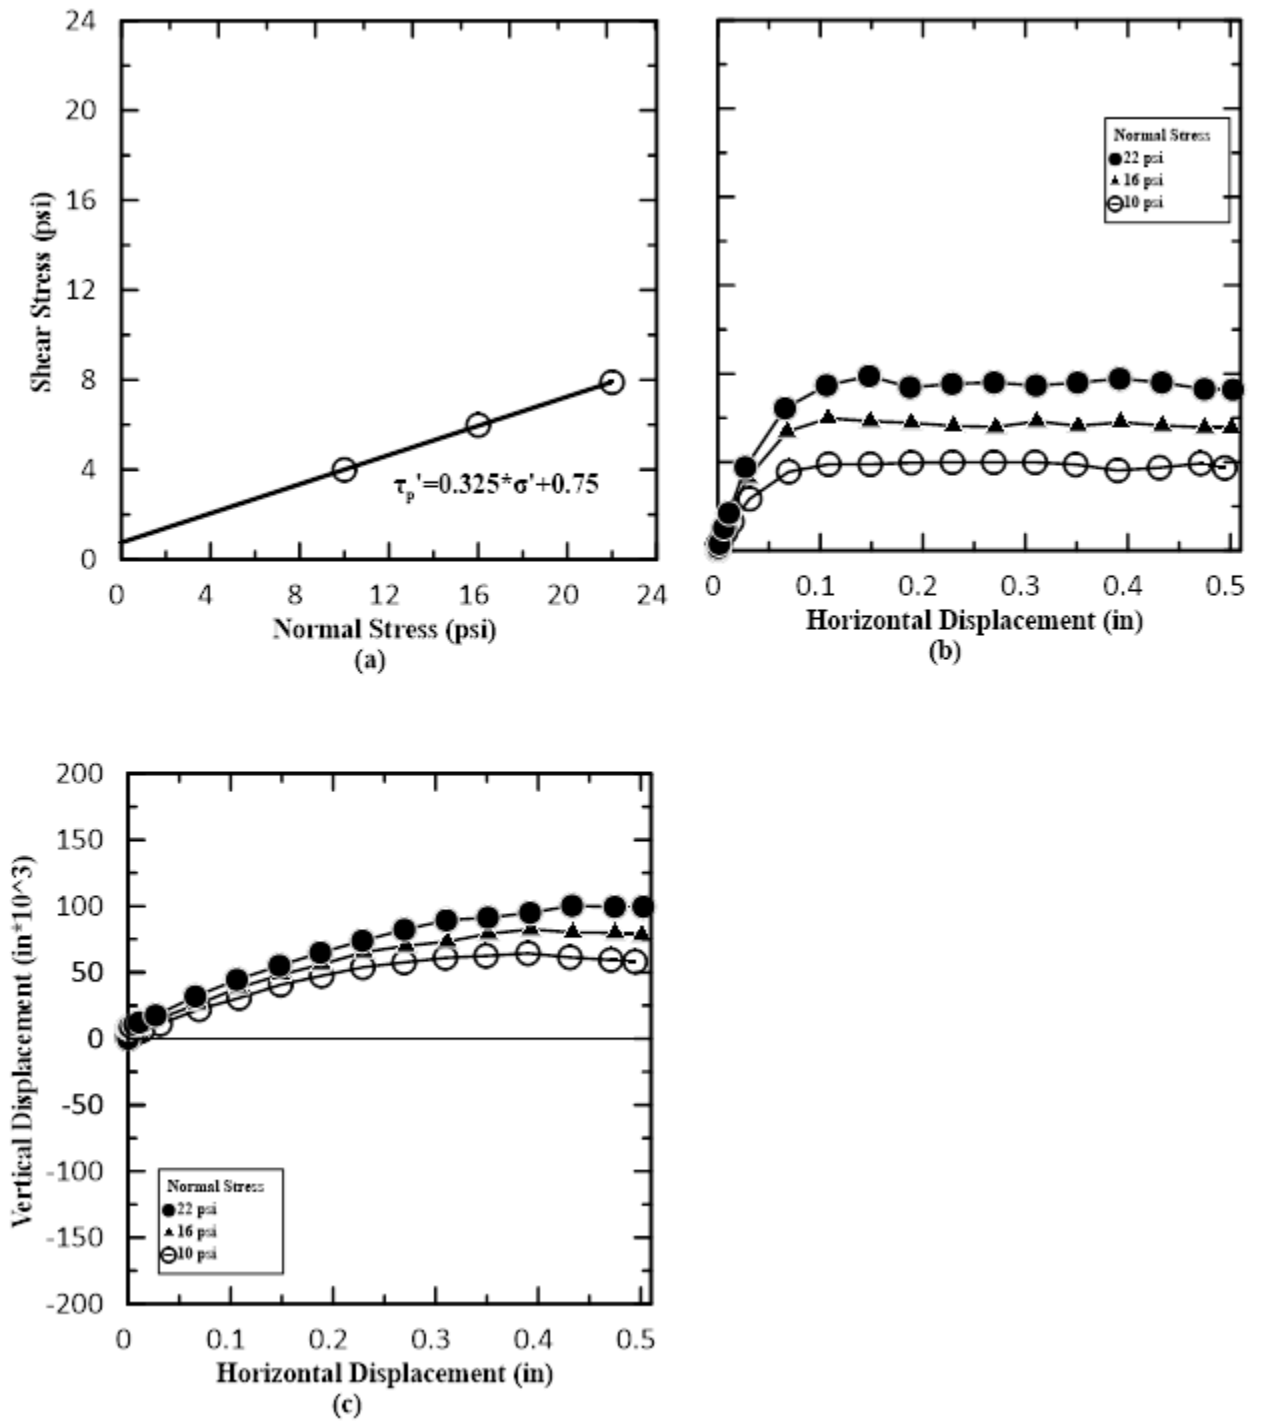 24
20
16
12
8
4
0
Shear Stress (psi)
τp'=0.325*σ'+0.75
0 4 8 12 16 20 24
Normal Stress (psi)
(a)
Normal Stress
22 psi
16 psi
10 psi
0 0.1 0.2 0.3 0.4 0.5
Horizontal Displacement (in)
(b)
200
150
100
50
0
-50
-100
-150
-200
Vertical Displacement (in*10^3)
Normal Stress
22 psi
16 psi
10 psi
0 0.1 0.2 0.3 0.4 0.5
Horizontal Displacement (in)
(c)